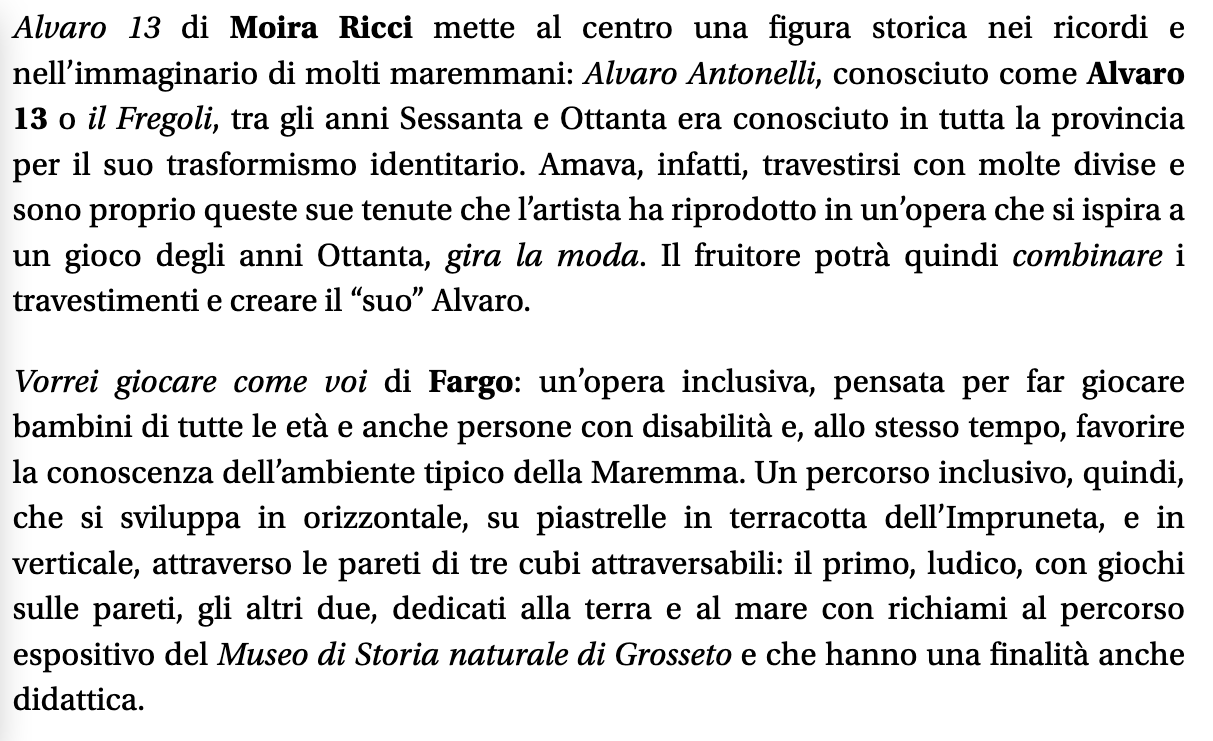 Alvaro 13 di Moira Ricci mette al centro una figura storica nei ricordi e
nell’immaginario di molti maremmani: Alvaro Antonelli, conosciuto come Alvaro
13 o il Fregoli, tra gli anni Sessanta e Ottanta era conosciuto in tutta la provincia
per il suo trasformismo identitario. Amava, infatti, travestirsi con molte divise e
sono proprio queste sue tenute che l’artista ha riprodotto in un’opera che si ispira a
un gioco degli anni Ottanta, gira la moda. Il fruitore potrà quindi combinare i
travestimenti e creare il “suo” Alvaro.
Vorrei giocare come voi di Fargo: un’opera inclusiva, pensata per far giocare
bambini di tutte le età e anche persone con disabilità e, allo stesso tempo, favorire
la conoscenza dell’ambiente tipico della Maremma. Un percorso inclusivo, quindi,
che si sviluppa in orizzontale, su piastrelle in terracotta dell’Impruneta, e in
verticale, attraverso le pareti di tre cubi attraversabili: il primo, ludico, con giochi
sulle pareti, gli altri due, dedicati alla terra e al mare con richiami al percorso
espositivo del Museo di Storia naturale di Grosseto e che hanno una finalità anche
didattica.